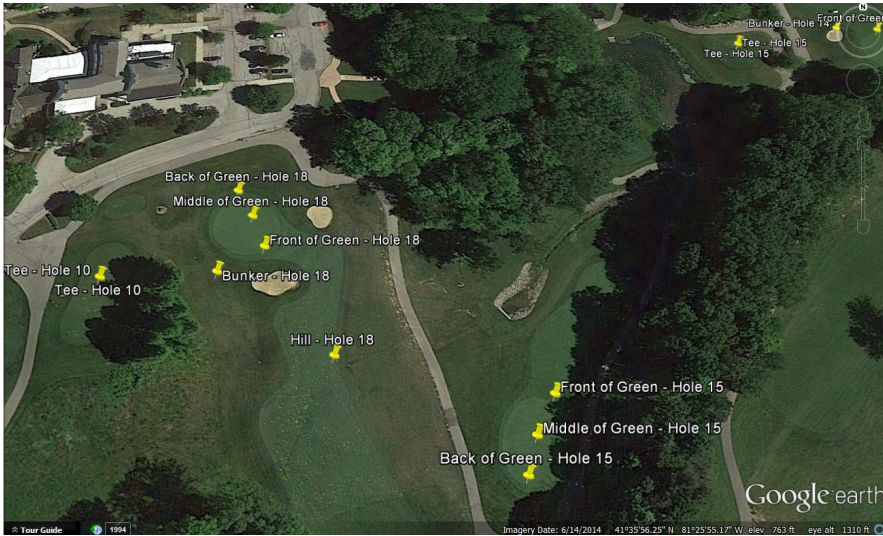 Bunker - Hole 14
Front of Green
Tee - Hole 15
Tee - Hole 15
N
Back of Green - Hole 18
Middle of Green - Hole 18
Front of Green - Hole 18
Tee - Hole 10
Bunker - Hole 18
Tee - Hole 10
Hill - Hole 18
Front of Green - Hole 15
Middle of Green - Hole 15
Back of Green - Hole 15
Google earth
Tour Guide
1994
Imagery Date: 6/14/2014 41°35'56.25" N 81°25'55.17" W elev 763 ft eye alt 1310 ft